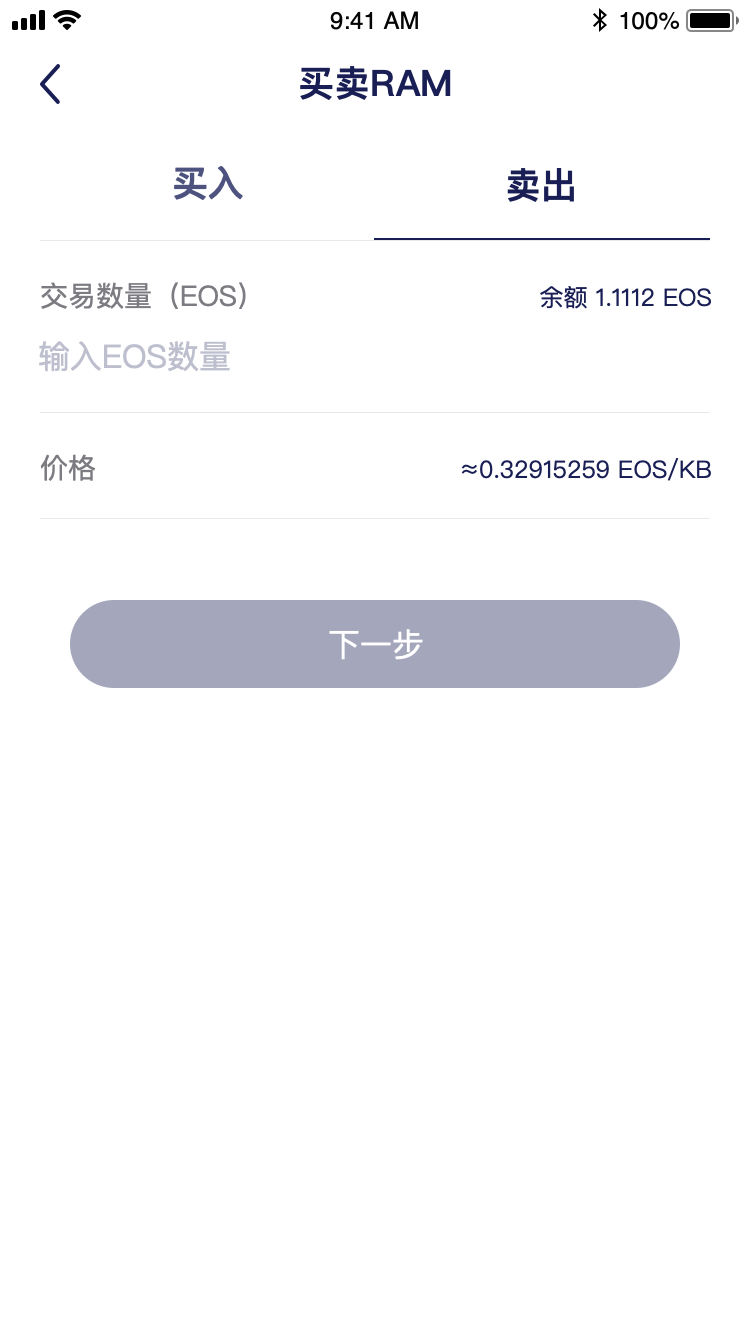 9:41 AM 100%
买卖RAM
买入 卖出
交易数量（EOS） 余额 1.1112 EOS
输入EOS数量
价格 ≈0.32915259 EOS/KB
下一步